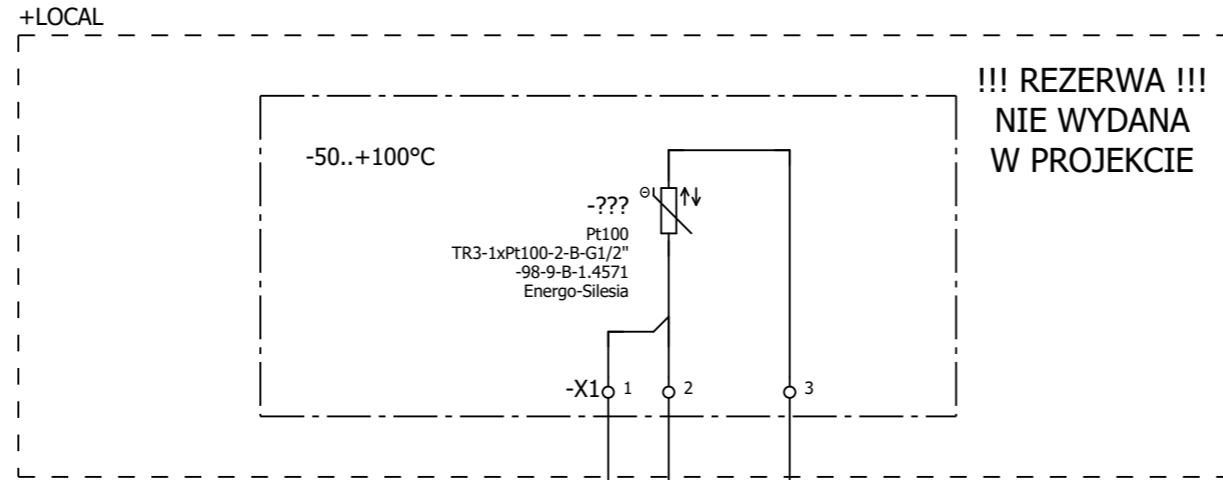 +LOCAL
!!! REZERWA !!!
NIE WYDANA
W PROJEKCIE
-50..+100°C
-???
Pt100
TR3-1xPt100-2-B-G1/2"
-98-9-B-1.4571
Energo-Silesia
-X1 1 2 3